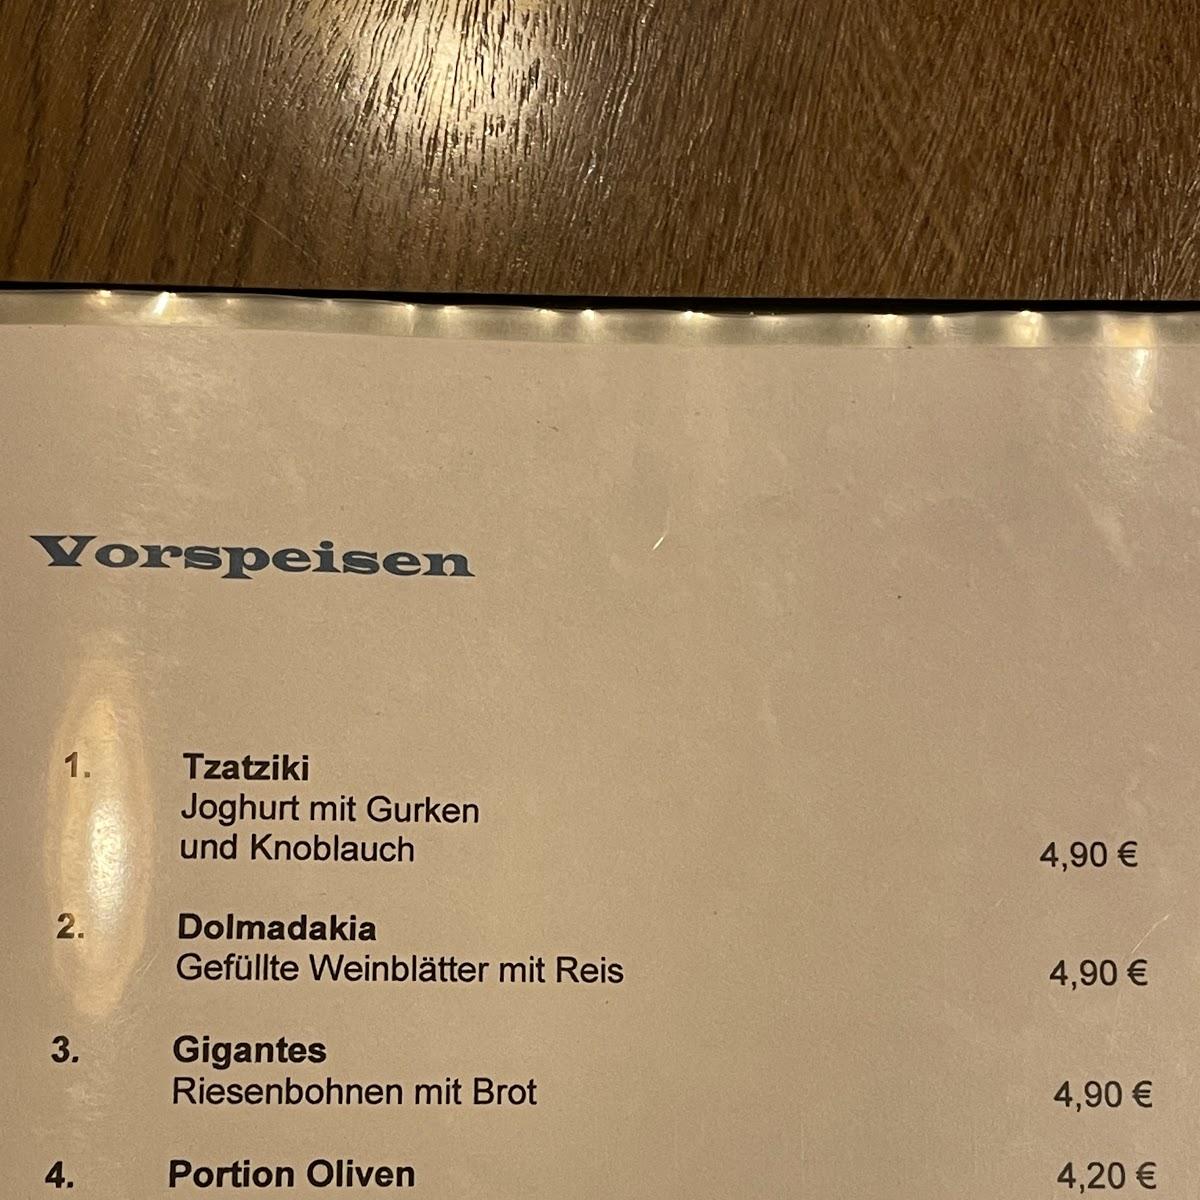 Vorspeisen
1. Tzatziki
Joghurt mit Gurken
und Knoblauch 4,90 €
2. Dolmadakia
Gefüllte Weinblätter mit Reis 4,90 €
3. Gigantes
Riesenbohnen mit Brot 4,90 €
4. Portion Oliven 4,20 €